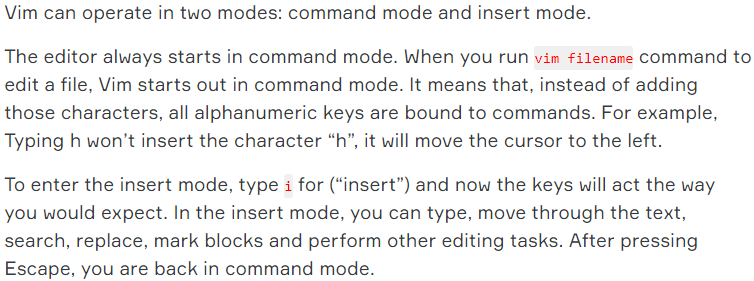 Vim can operate in two modes: command mode and insert mode.
The editor always starts in command mode. When you run vim filename command to
edit a file, Vim starts out in command mode. It means that, instead of adding
those characters, all alphanumeric keys are bound to commands. For example,
Typing h won’t insert the character “h”, it will move the cursor to the left.
To enter the insert mode, type i for (“insert”) and now the keys will act the way
you would expect. In the insert mode, you can type, move through the text,
search, replace, mark blocks and perform other editing tasks. After pressing
Escape, you are back in command mode.